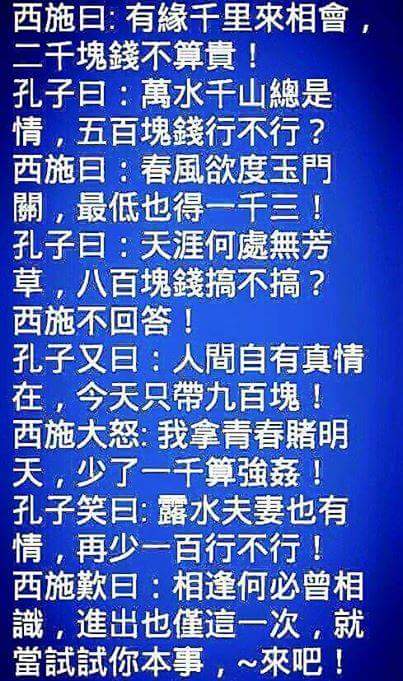 西施曰: 有緣千里來相會，
二千塊錢不算貴！
孔子曰：萬水千山總是
情，五百塊錢行不行？
西施曰：春風欲度玉門
關，最低也得一千三！
孔子曰：天涯何處無芳
草，八百塊錢搞不搞？
西施不回答！
孔子又曰：人間自有真情
在，今天只帶九百塊！
西施大怒: 我拿青春賭明
天，少了一千算強姦！
孔子笑曰: 露水夫妻也有
情，再少一百行不行！
西施歎曰：相逢何必曾相
識，進出也僅這一次，就
當試試你本事，~來吧！